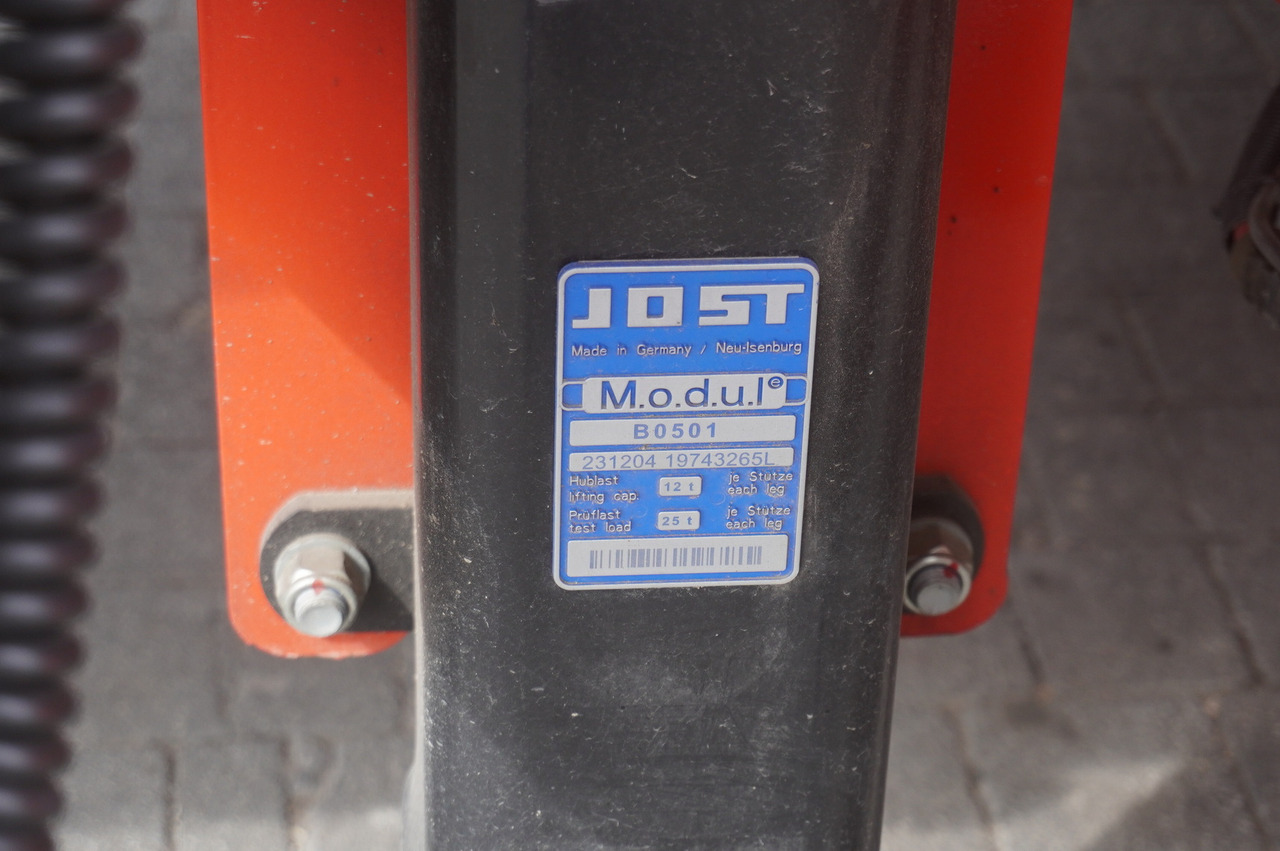 JOST
Made in Germany / Neu-Isenburg
M.o.d.u.l e
B0501
231204 19743265L
Hublast
lifting cap.
12 t
je Stütze
each leg
Prüflast
test load
25 t
je Stütze
each leg